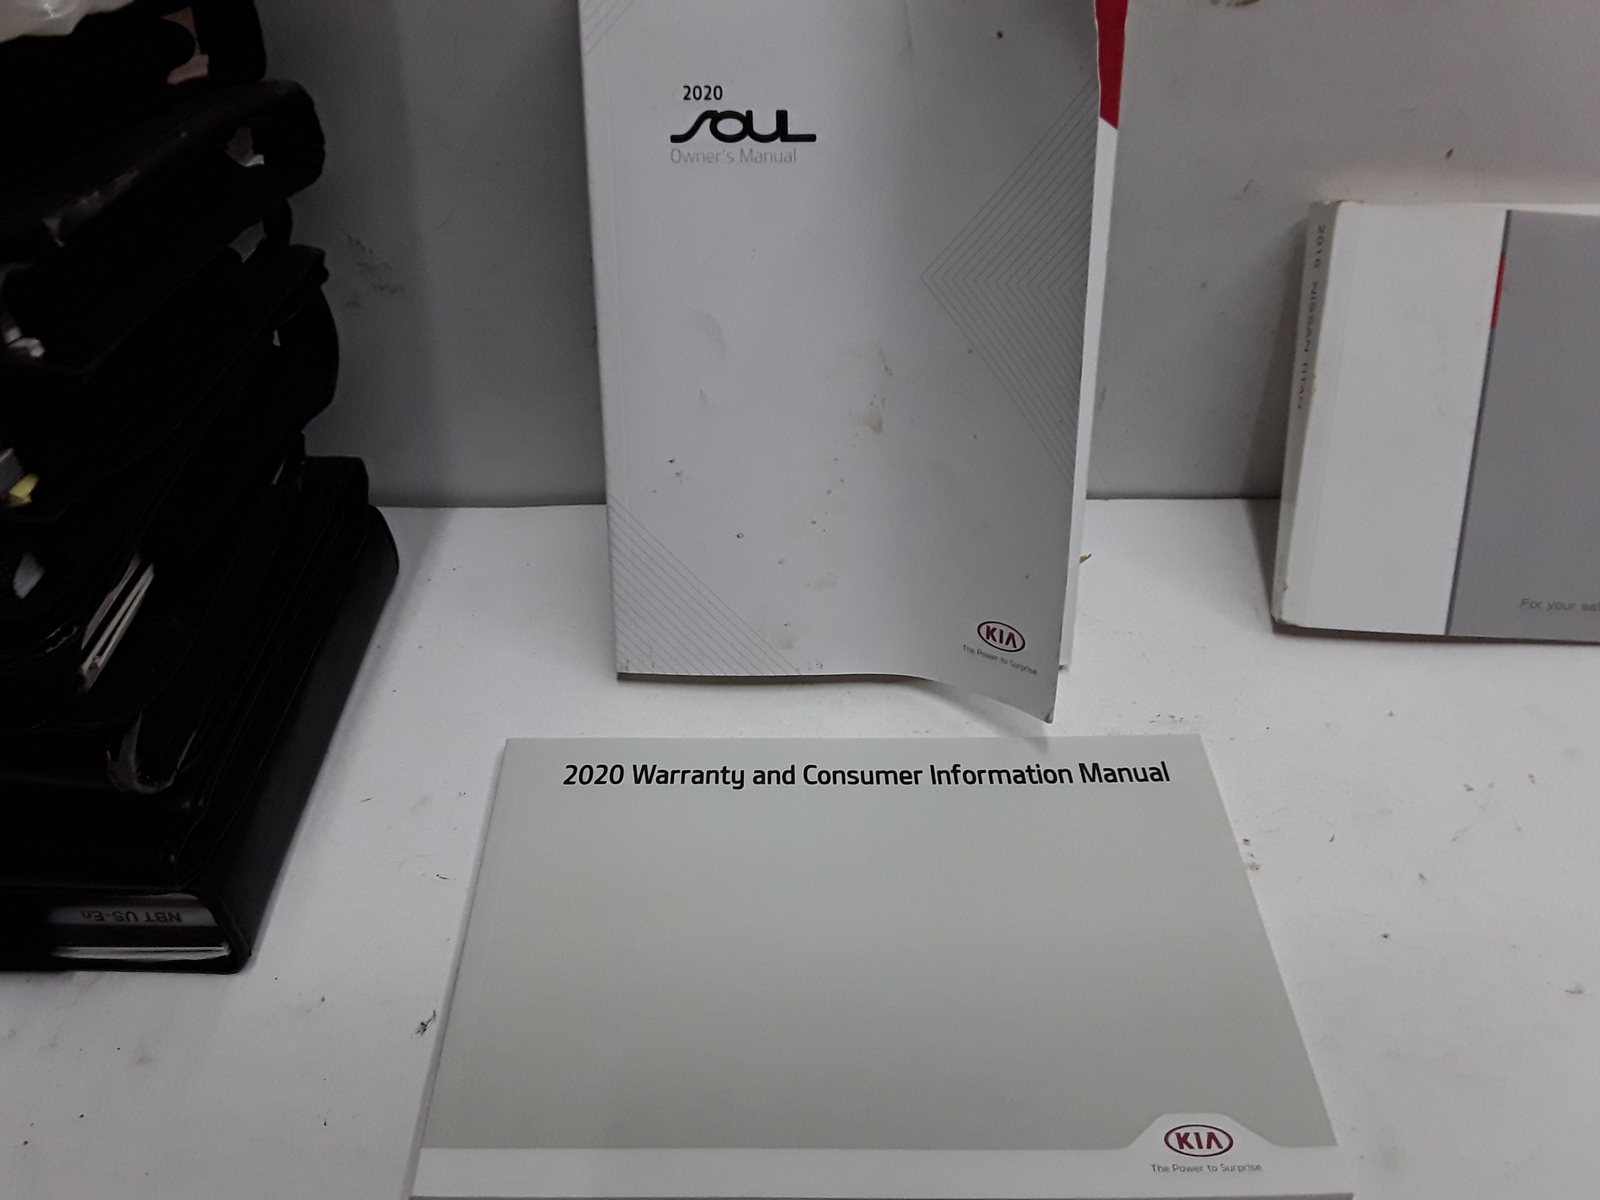 2020
SOUL
Owner's Manual
KIA
The Power to Surprise
2016 NISSAN TITAN
For your
2020 Warranty and Consumer Information Manual
KIA
The Power to Surprise
NBT US-En